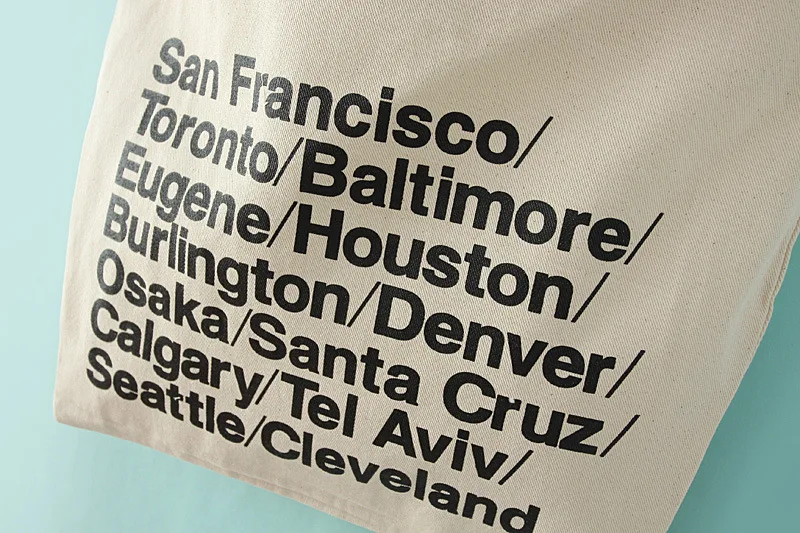 San Francisco/
Toronto/Baltimore/
Eugene/Houston/
Burlington/Denver/
Osaka/Santa Cruz/
Calgary/Tel Aviv/
Seattle/Cleveland